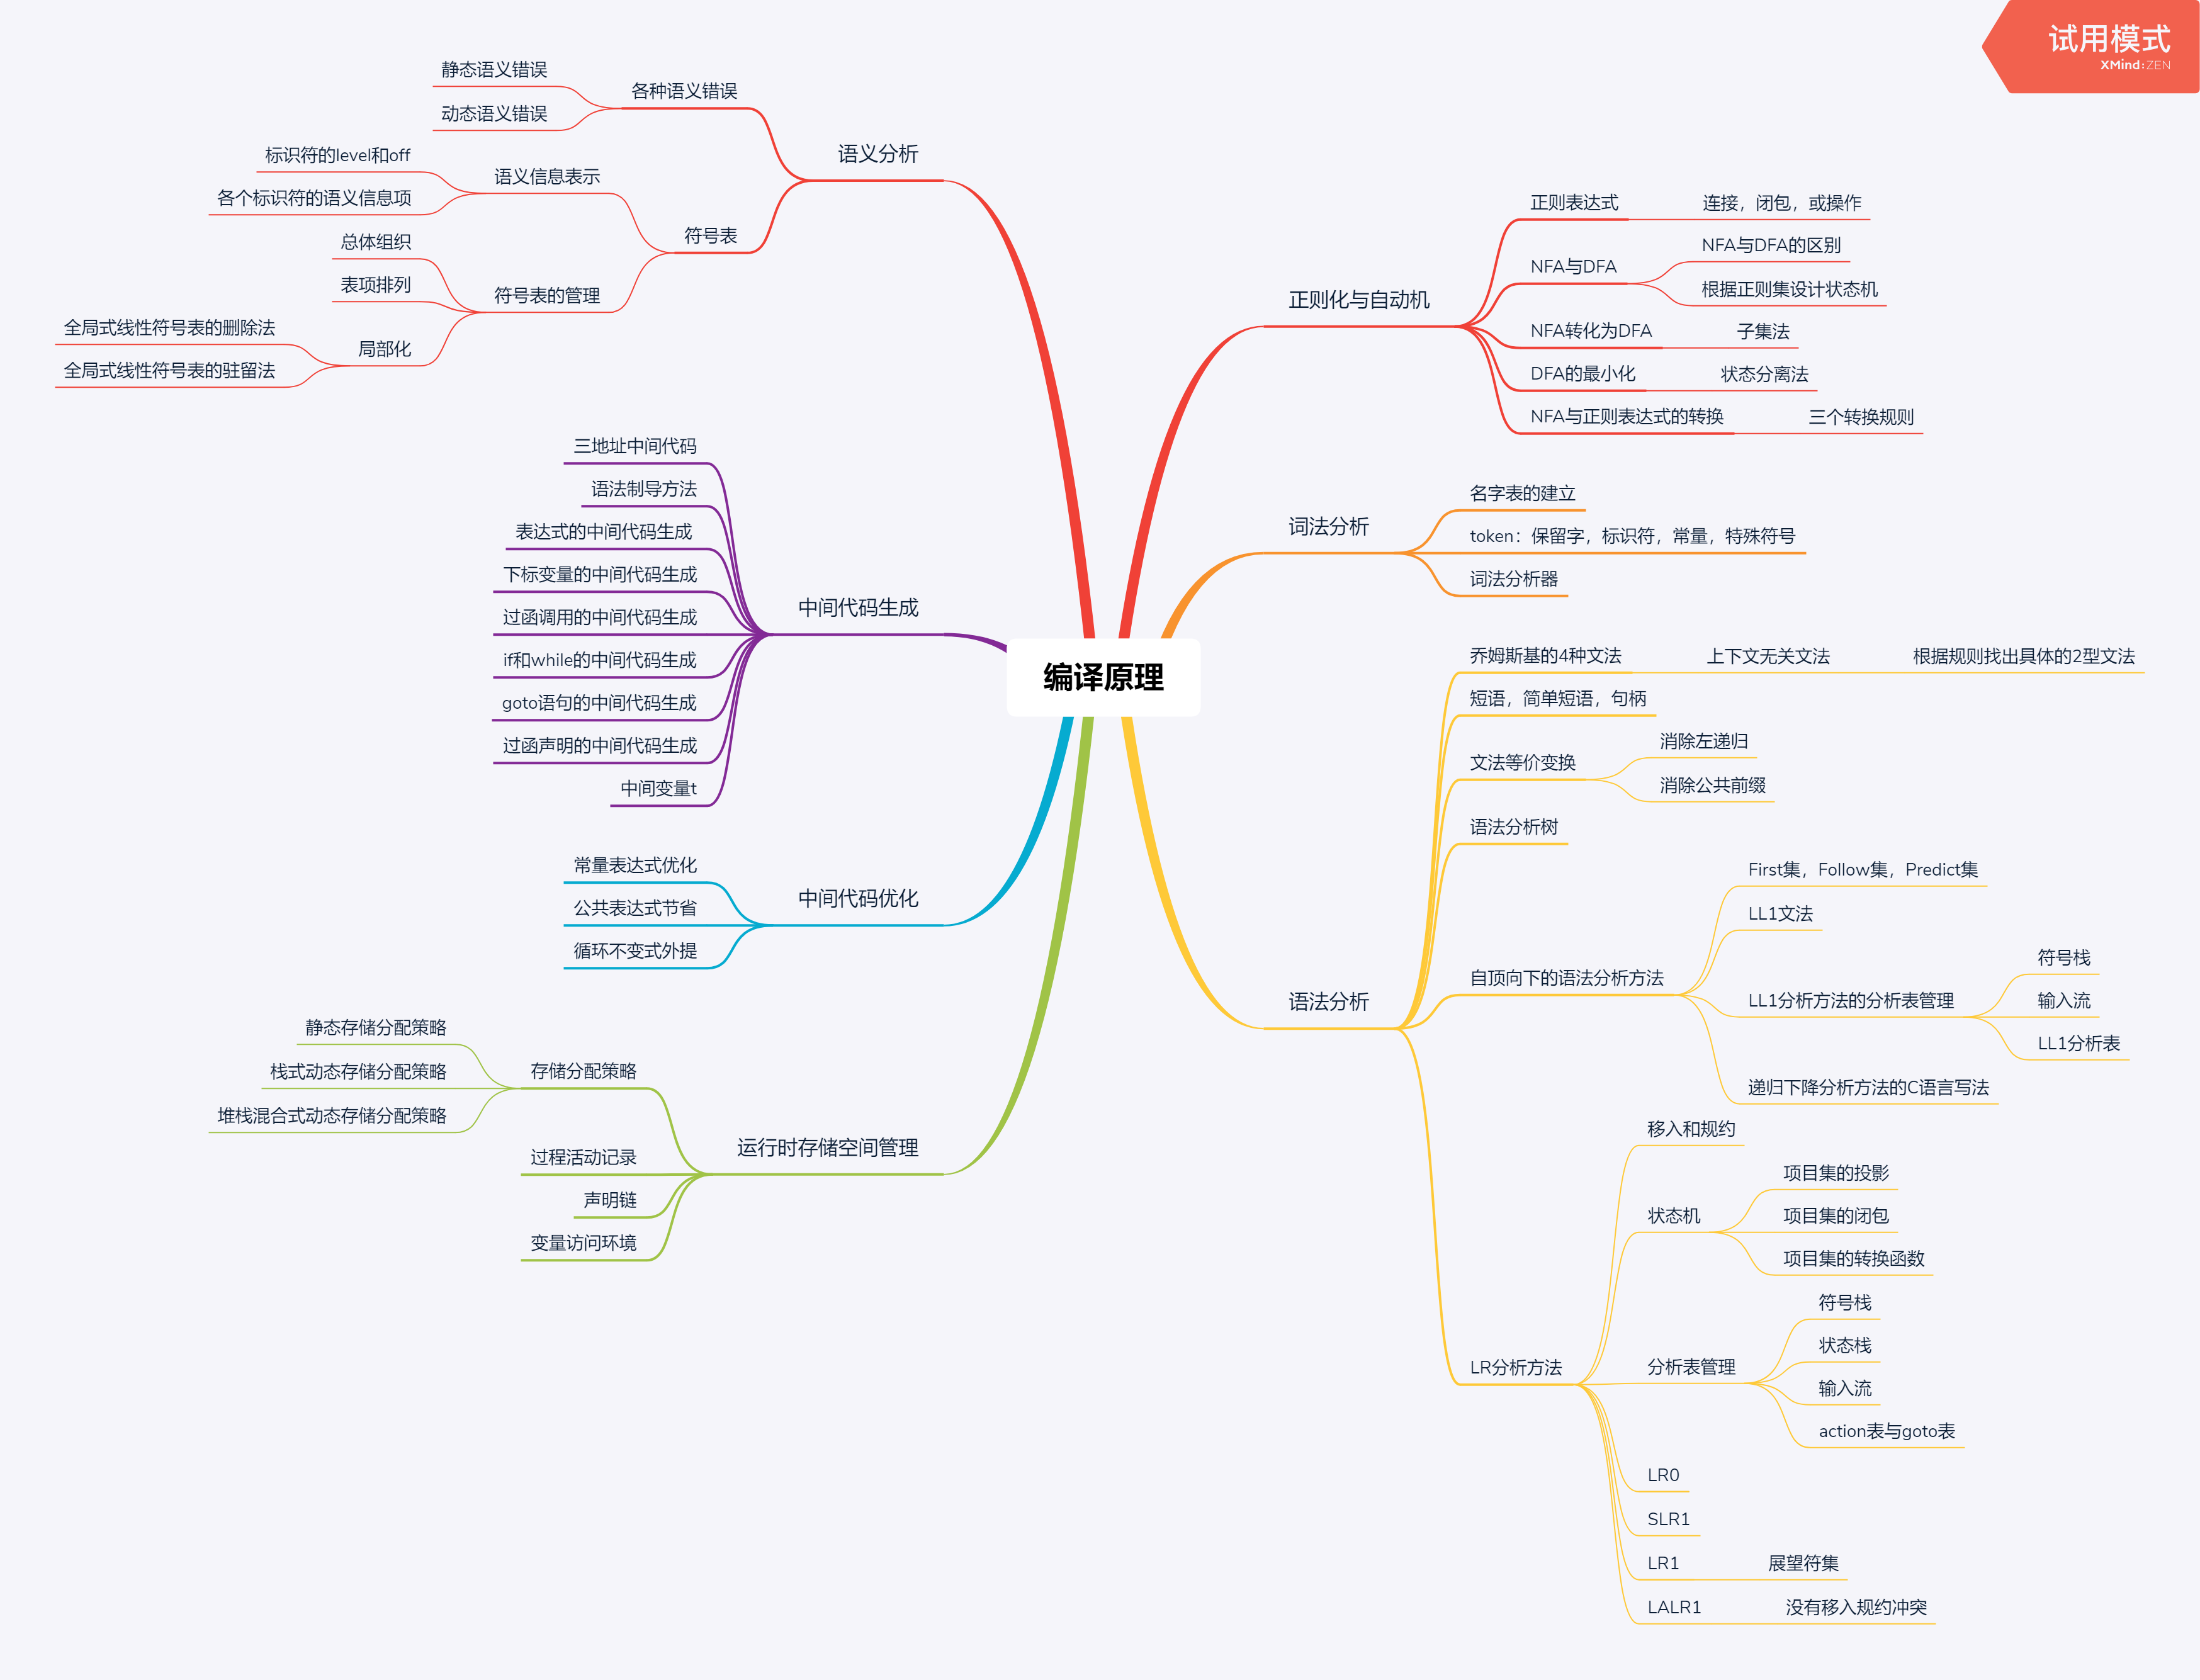 试用模式
XMind:ZEN
编译原理
正则化与自动机
正则表达式
连接，闭包，或操作
NFA与DFA
NFA与DFA的区别
根据正则集设计状态机
NFA转化为DFA
子集法
DFA的最小化
状态分离法
NFA与正则表达式的转换
三个转换规则
词法分析
名字表的建立
token：保留字，标识符，常量，特殊符号
词法分析器
语法分析
乔姆斯基的4种文法
上下文无关文法
根据规则找出具体的2型文法
短语，简单短语，句柄
文法等价变换
消除左递归
消除公共前缀
语法分析树
自顶向下的语法分析方法
First集，Follow集，Predict集
LL1文法
LL1分析方法的分析表管理
符号栈
输入流
LL1分析表
递归下降分析方法的C语言写法
LR分析方法
移入和规约
状态机
项目集的投影
项目集的闭包
项目集的转换函数
分析表管理
符号栈
状态栈
输入流
action表与goto表
LR0
SLR1
LR1
展望符集
LALR1
没有移入规约冲突
语义分析
各种语义错误
静态语义错误
动态语义错误
符号表
语义信息表示
标识符的level和off
各个标识符的语义信息项
符号表的管理
总体组织
表项排列
局部化
全局式线性符号表的删除法
全局式线性符号表的驻留法
中间代码生成
三地址中间代码
语法制导方法
表达式的中间代码生成
下标变量的中间代码生成
过函调用的中间代码生成
if和while的中间代码生成
goto语句的中间代码生成
过函声明的中间代码生成
中间变量t
中间代码优化
常量表达式优化
公共表达式节省
循环不变式外提
运行时存储空间管理
存储分配策略
静态存储分配策略
栈式动态存储分配策略
堆栈混合式动态存储分配策略
过程活动记录
声明链
变量访问环境